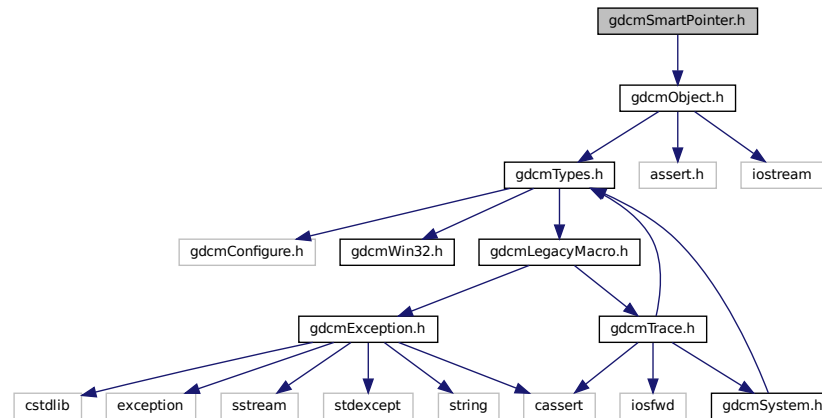 gdcmSmartPointer.h
gdcmObject.h
gdcmTypes.h
assert.h
iostream
gdcmConfigure.h
gdcmWin32.h
gdcmLegacyMacro.h
gdcmException.h
gdcmTrace.h
cstdlib
exception
sstream
stdexcept
string
cassert
iosfwd
gdcmSystem.h